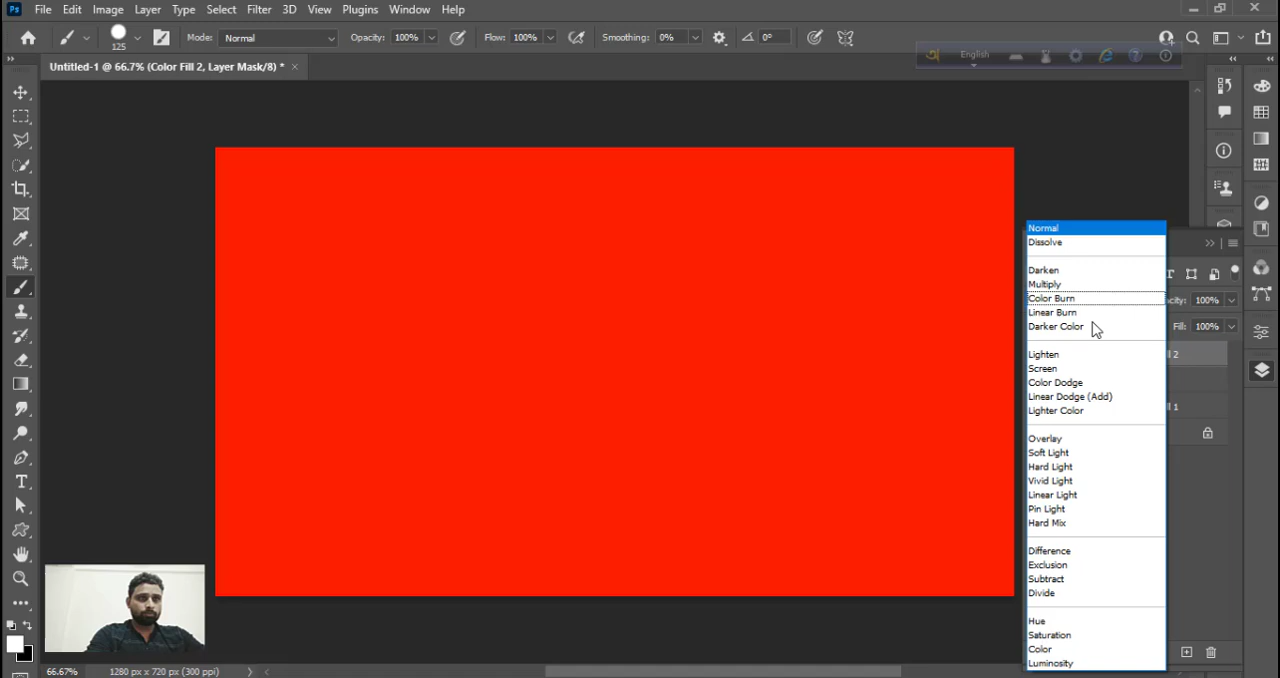 Ps File Edit Image Layer Type Select Filter 3D View Plugins Window Help
125 Mode: Normal Opacity: 100% Flow: 100% Smoothing: 0% 0°
Untitled-1 @ 66.7% (Color Fill 2, Layer Mask/8) * ×
English
Normal
Dissolve
Darken
Multiply
Color Burn
Linear Burn
Darker Color
Lighten
Screen
Color Dodge
Linear Dodge (Add)
Lighter Color
Overlay
Soft Light
Hard Light
Vivid Light
Linear Light
Pin Light
Hard Mix
Difference
Exclusion
Subtract
Divide
Hue
Saturation
Color
Luminosity
100%
Fill: 100%
2
1
66.67% 1280 px x 720 px (300 ppi)